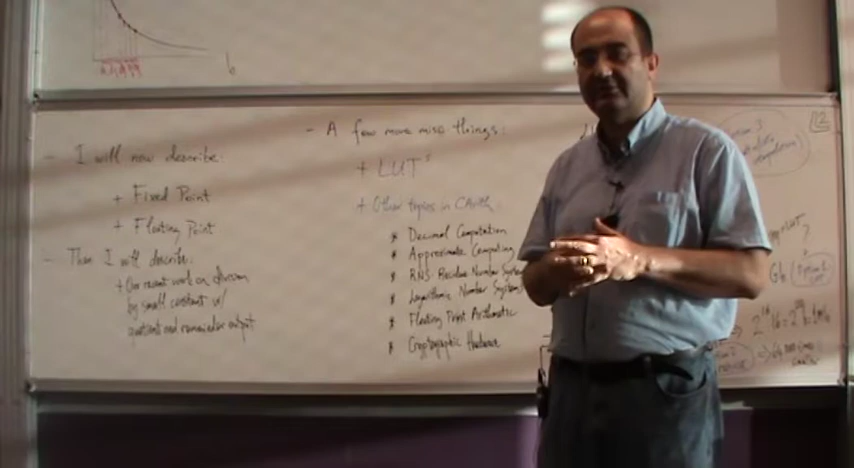 b
- I will now describe:
+ Fixed Point
+ Floating Point
- Then I will describe:
+ Our recent work on division
by small constant w/
quotient and remainder output
- A few more misc things:
+ LUTs
+ Other topics in CArith:
* Decimal Computation
* Approximate Computing
* RNS-Residue Number System
* Logarithmic Number System
* Floating Point Arithmetic
* Cryptographic Hardware
L2